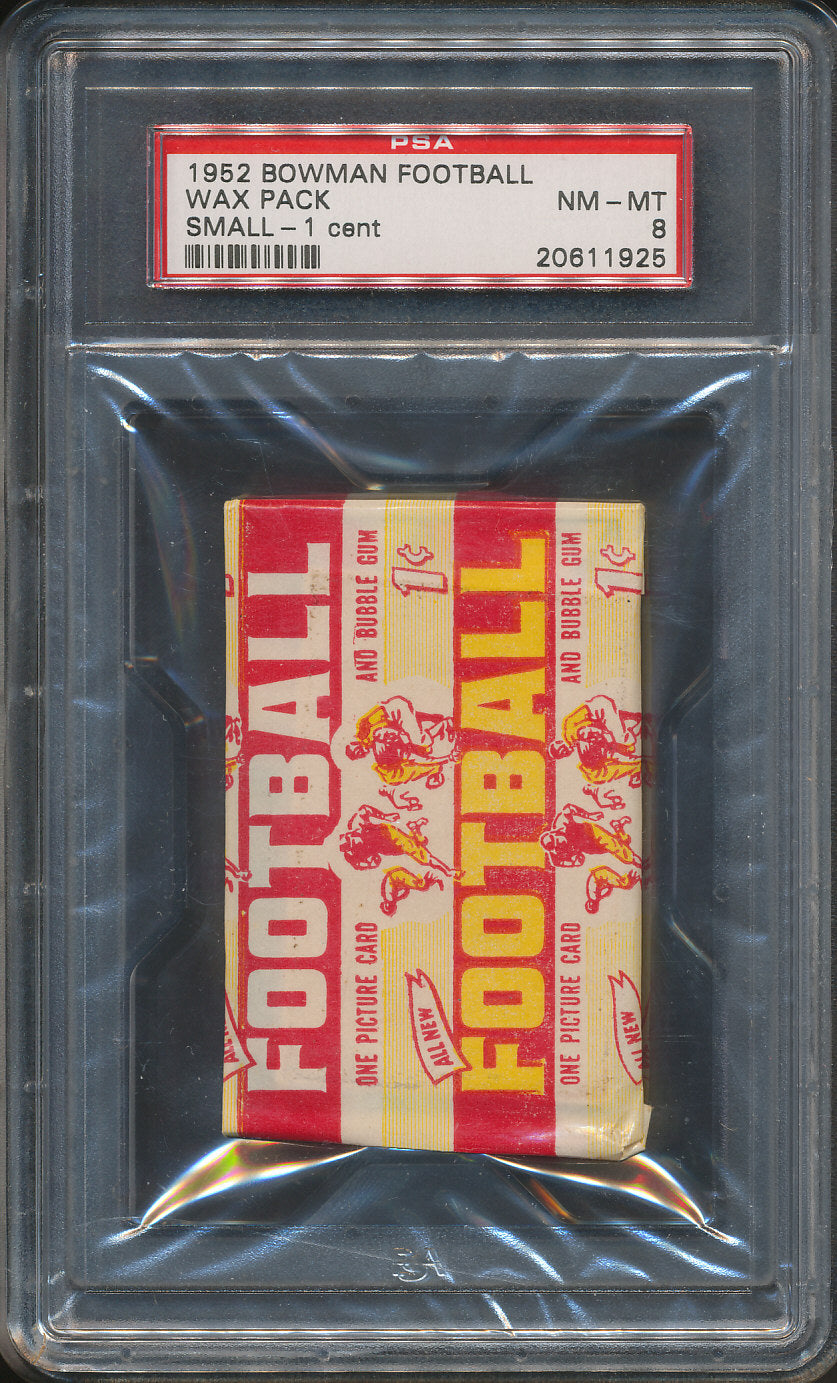 PSA
1952 BOWMAN FOOTBALL
WAX PACK NM-MT
SMALL-1 cent 8
20611925
FOOTBALL
ONE PICTURE CARD AND BUBBLE GUM
ALL NEW 1¢
FOOTBALL
ONE PICTURE CARD AND BUBBLE GUM
ALL NEW 1¢